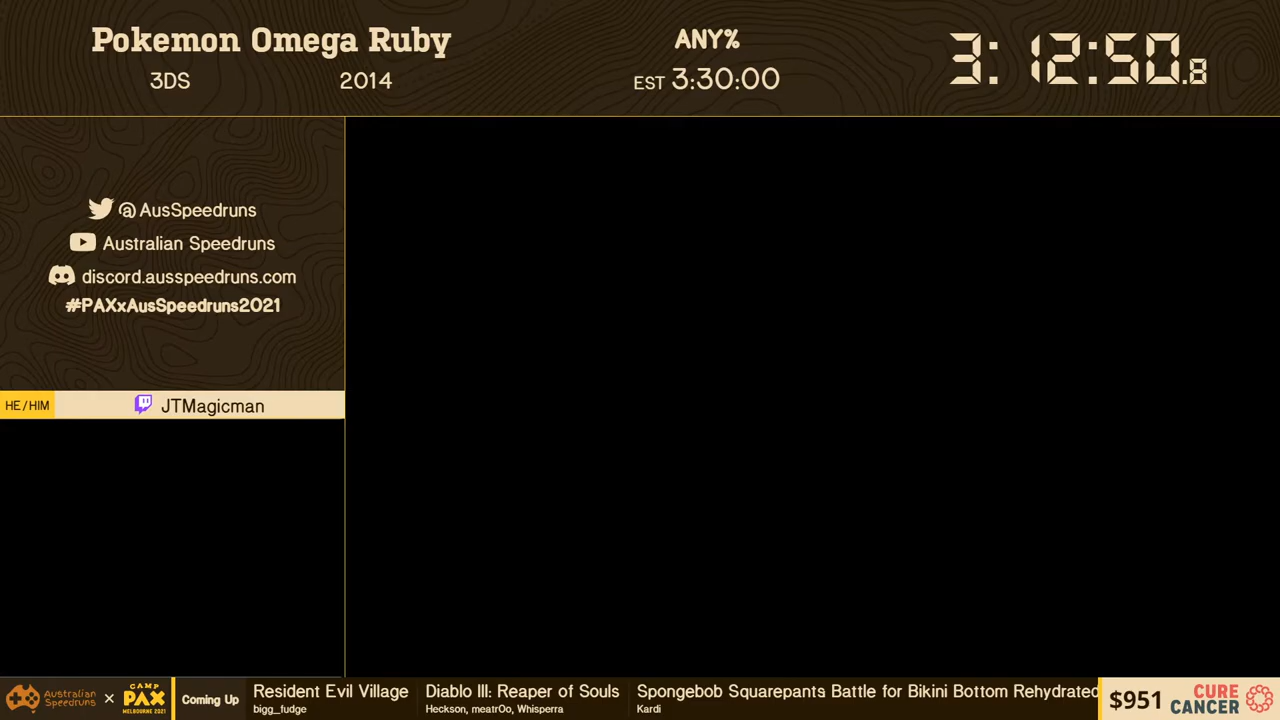 Pokemon Omega Ruby
3DS 2014
ANY%
EST 3:30:00
3:12:50.8
@AusSpeedruns
Australian Speedruns
discord.ausspeedruns.com
#PAXxAusSpeedruns2021
HE/HIM JTMagicman
Australian
Speedruns
×
CAMP
PAX
MELBOURNE 2021
Coming Up
Resident Evil Village
bigg_fudge
Diablo III: Reaper of Souls
Heckson, meatr0o, Whisperra
Spongebob Squarepants Battle for Bikini Bottom Rehydrated
Kardi
$951
CURE
CANCER